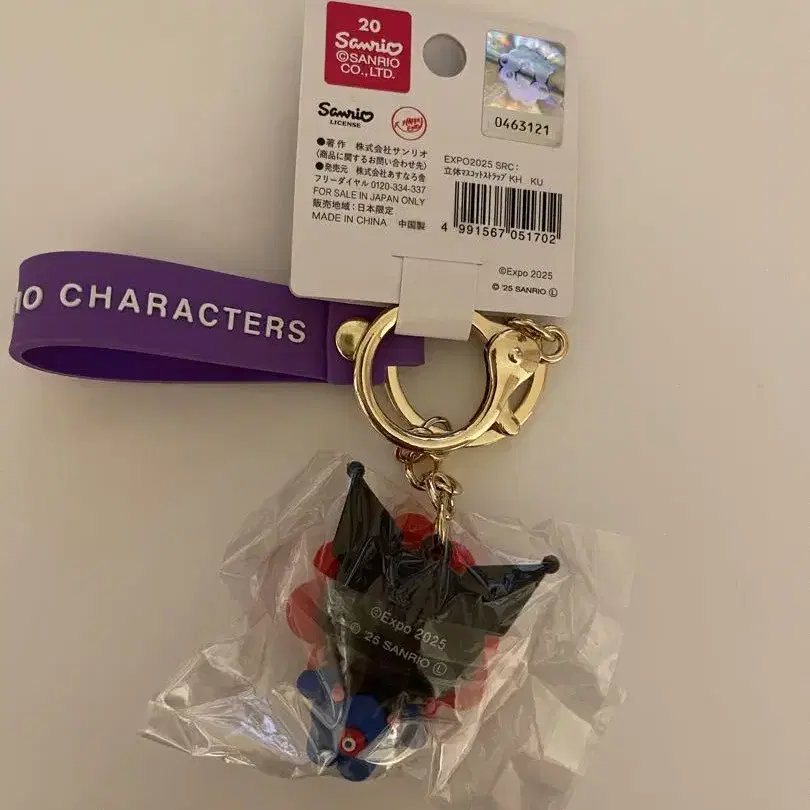 20
Sanrio
©SANRIO
CO., LTD.
Sanrio
LICENSE
0463121
●著作 株式会社サンリオ
(商品に関するお問い合わせ先)
●発売元 株式会社あすなろ舎
フリーダイヤル 0120-334-337
FOR SALE IN JAPAN ONLY
販売地域:日本限定
MADE IN CHINA 中国製
EXPO2025 SRC:
立体マスコットストラップ KH KU
4 991567 051702
©Expo 2025
© '25 SANRIO Ⓛ
CHARACTERS
©Expo 2025
© '25 SANRIO Ⓛ